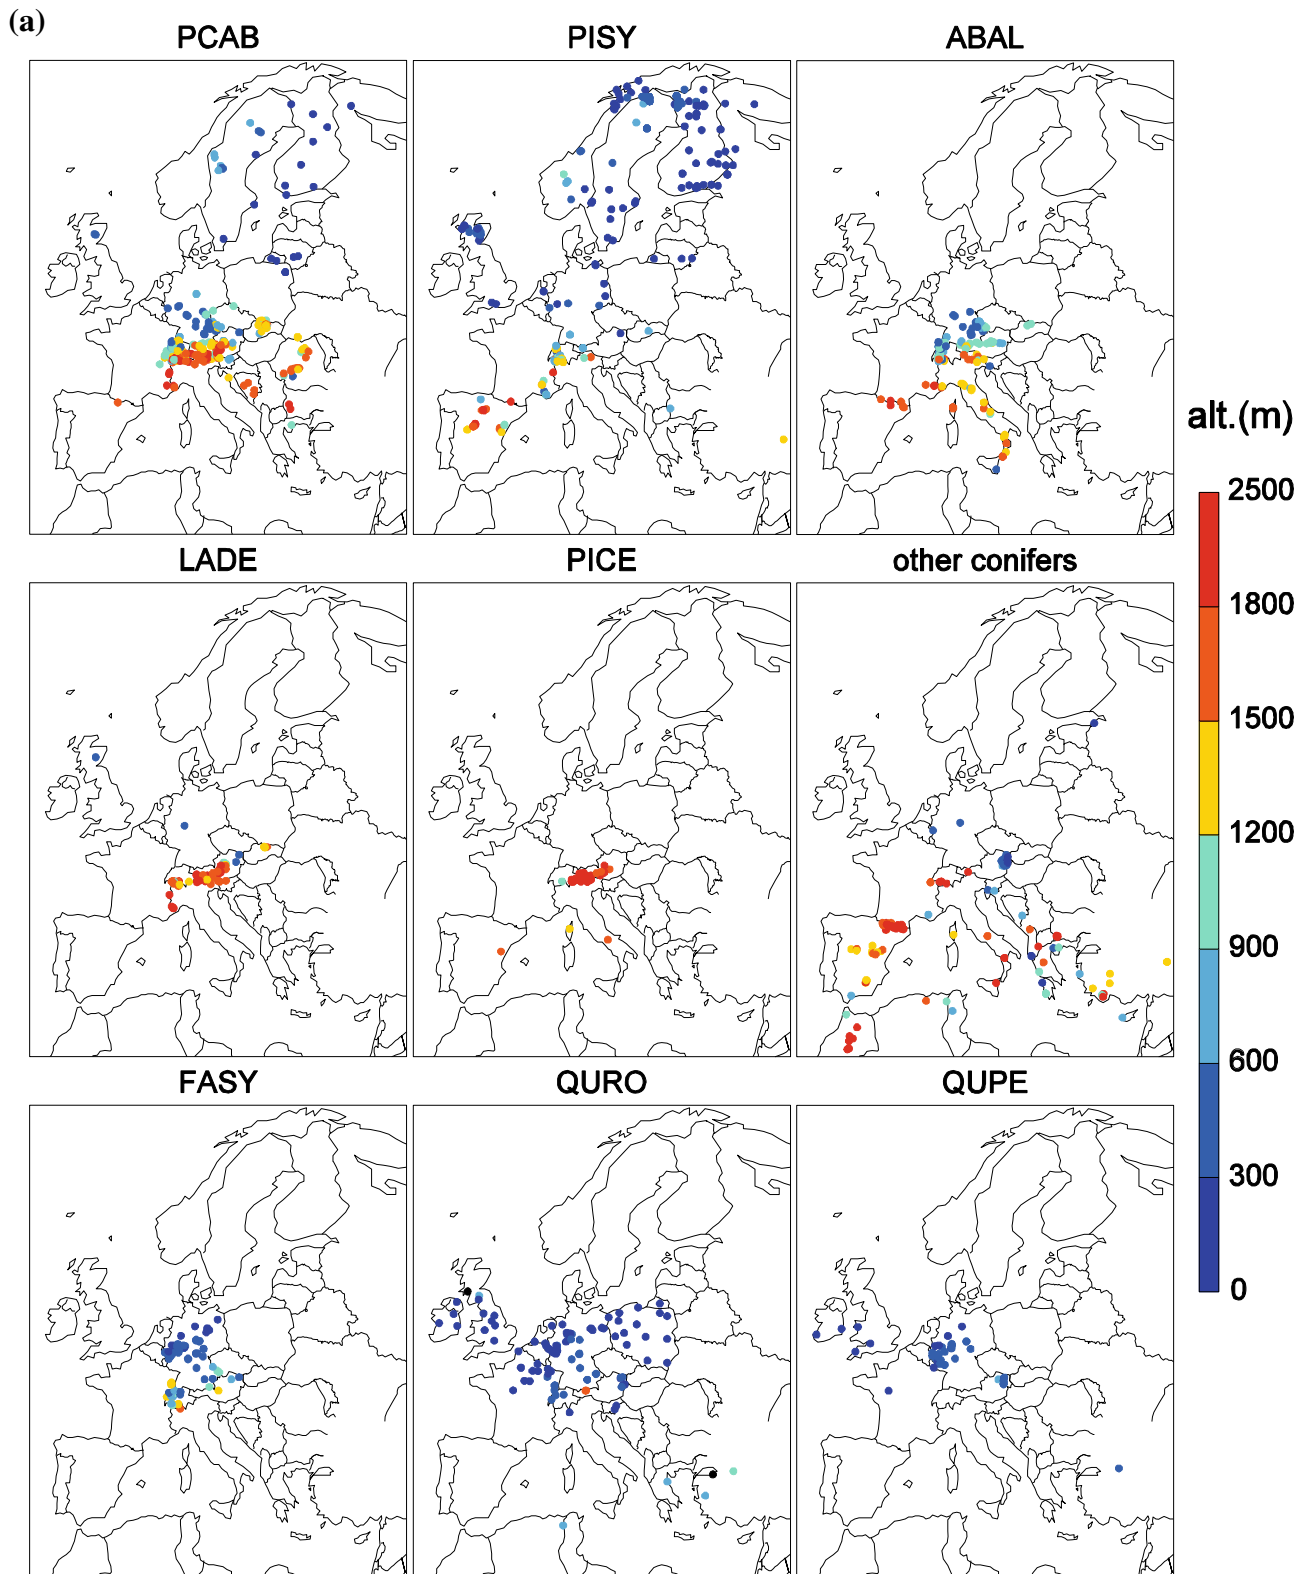 (a)
PCAB PISY ABAL
LADE PICE other conifers
FASY QURO QUPE
alt.(m)
2500
1800
1500
1200
900
600
300
0